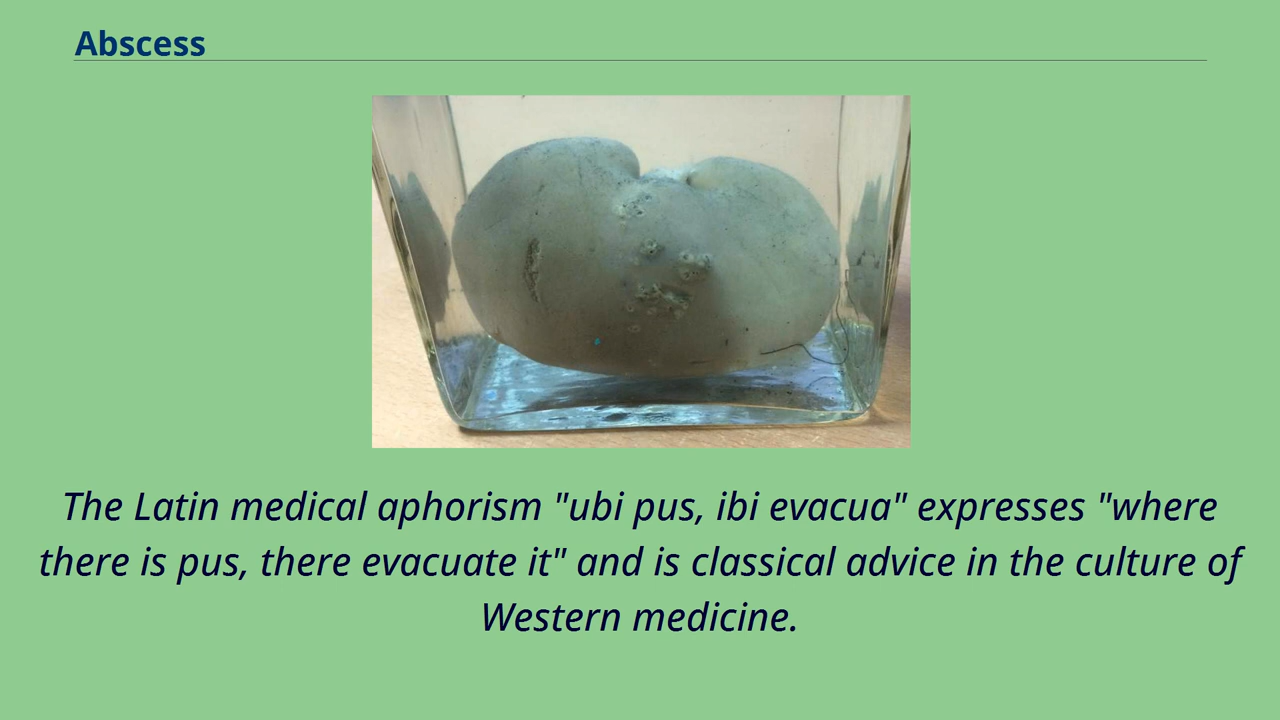 Abscess
The Latin medical aphorism "ubi pus, ibi evacua" expresses "where
there is pus, there evacuate it" and is classical advice in the culture of
Western medicine.